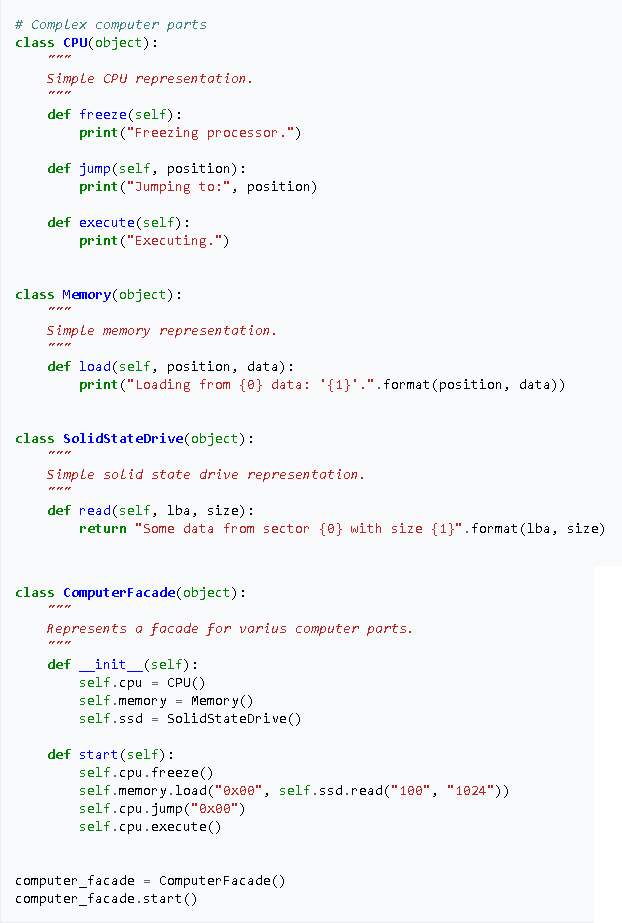 # Complex computer parts
class CPU(object):
    """
    Simple CPU representation.
    """
    def freeze(self):
        print("Freezing processor.")

    def jump(self, position):
        print("Jumping to:", position)

    def execute(self):
        print("Executing.")


class Memory(object):
    """
    Simple memory representation.
    """
    def load(self, position, data):
        print("Loading from {0} data: '{1}'.".format(position, data))


class SolidStateDrive(object):
    """
    Simple solid state drive representation.
    """
    def read(self, lba, size):
        return "Some data from sector {0} with size {1}".format(lba, size)


class ComputerFacade(object):
    """
    Represents a facade for varius computer parts.
    """
    def __init__(self):
        self.cpu = CPU()
        self.memory = Memory()
        self.ssd = SolidStateDrive()

    def start(self):
        self.cpu.freeze()
        self.memory.load("0x00", self.ssd.read("100", "1024"))
        self.cpu.jump("0x00")
        self.cpu.execute()


computer_facade = ComputerFacade()
computer_facade.start()